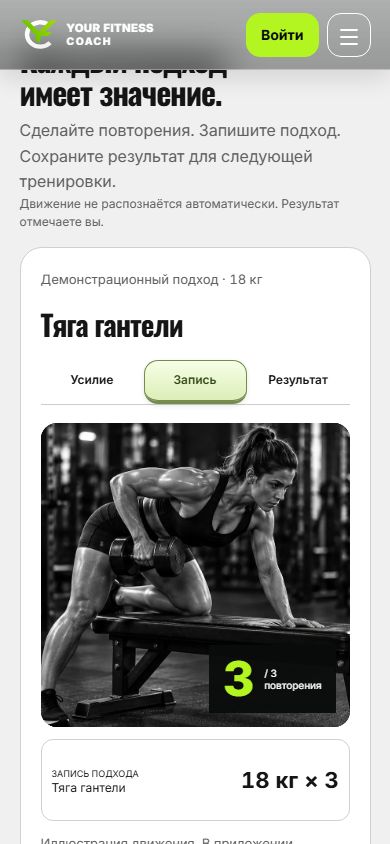 YOUR FITNESS
COACH
Войти
Каждый подход
имеет значение.
Сделайте повторения. Запишите подход.
Сохраните результат для следующей
тренировки.
Движение не распознаётся автоматически. Результат
отмечаете вы.
Демонстрационный подход · 18 кг
Тяга гантели
Усилие
Запись
Результат
3
/ 3
повторения
ЗАПИСЬ ПОДХОДА
Тяга гантели
18 кг × 3
Иллюстрация движения. В приложении